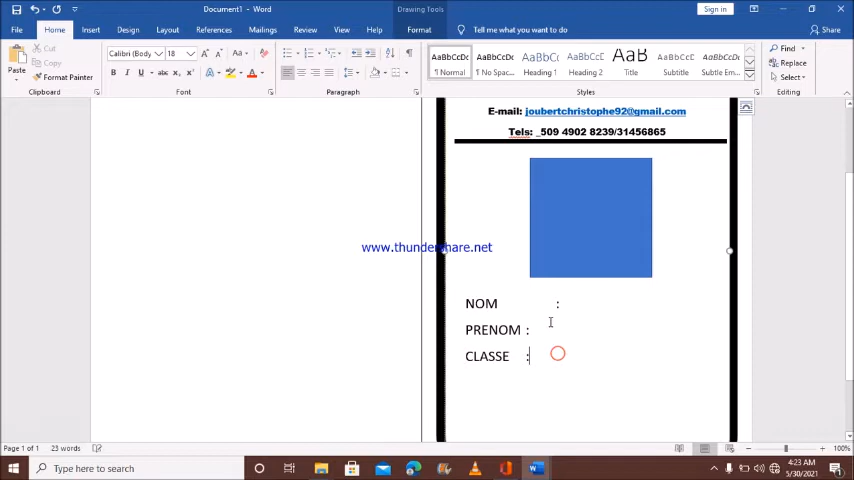 Document1 - Word
Drawing Tools
Sign in
File
Home
Insert
Design
Layout
References
Mailings
Review
View
Help
Format
Tell me what you want to do
Share
Paste
Cut
Copy
Format Painter
Clipboard
Calibri (Body)
18
Font
Paragraph
AaBbCcDc
¶ Normal
AaBbCcDc
¶ No Spac...
AaBbCc
Heading 1
AaBbCcD
Heading 2
AaB
Title
AaBbCcD
Subtitle
AaBbCcDc
Subtle Em...
Styles
Find
Replace
Select
Editing
E-mail: joubertchristophe92@gmail.com
Tels: _509 4902 8239/31456865
www.thundershare.net
NOM :
PRENOM :
CLASSE :
Page 1 of 1
23 words
100%
Type here to search
4:23 AM
5/30/2021